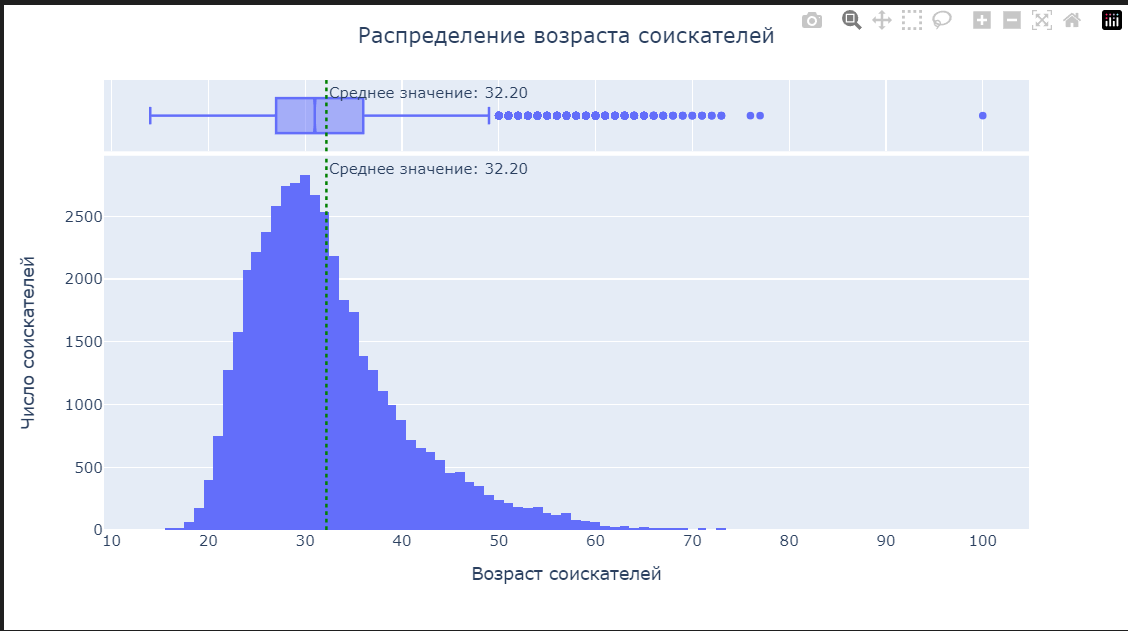 Распределение возраста соискателей
Среднее значение: 32.20
Среднее значение: 32.20
2500
2000
1500
1000
500
0
Число соискателей
10 20 30 40 50 60 70 80 90 100
Возраст соискателей